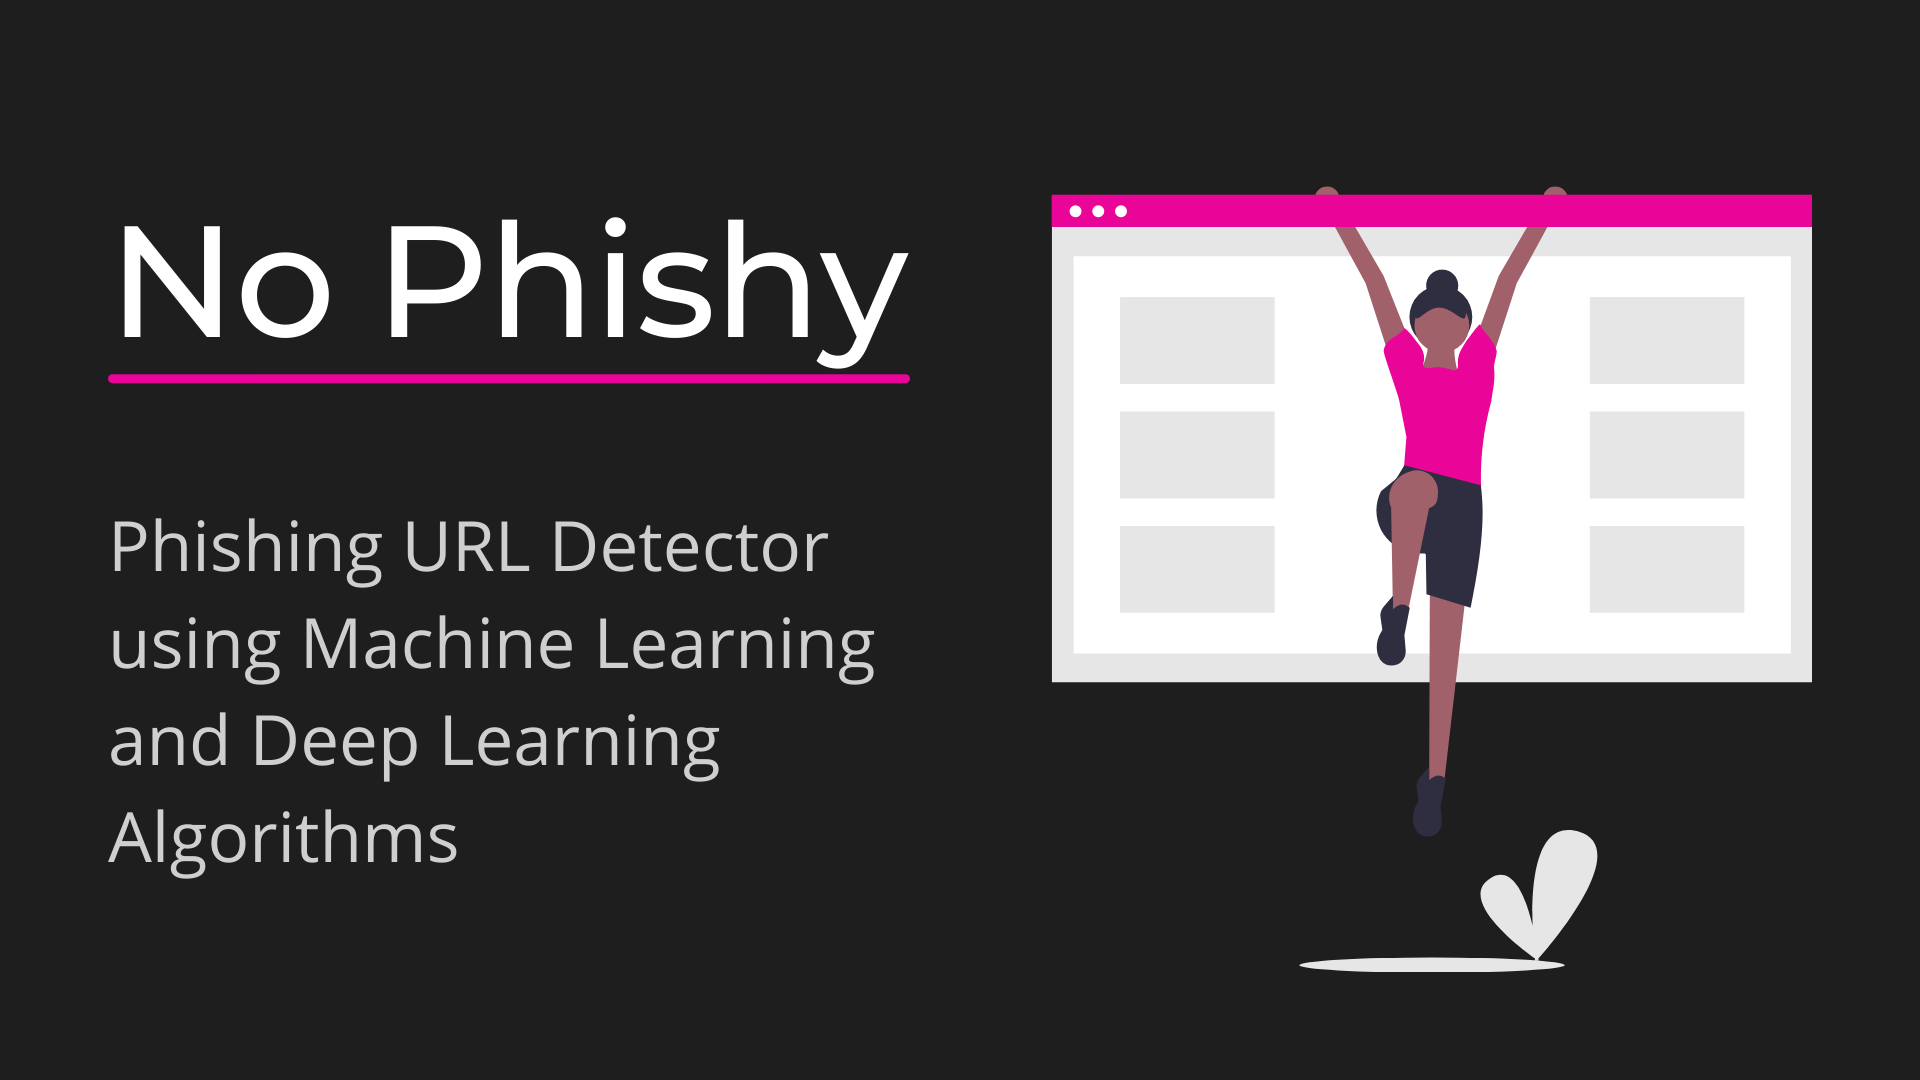 No Phishy
Phishing URL Detector
using Machine Learning
and Deep Learning
Algorithms